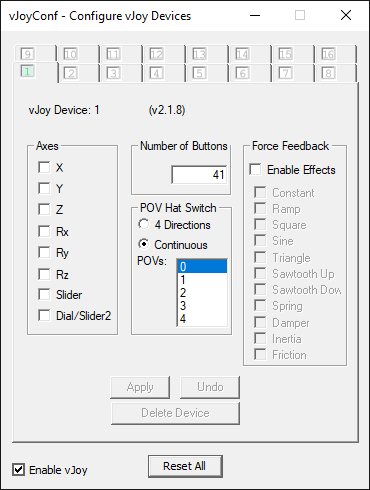 vJoyConf - Configure vJoy Devices
9 10 11 12 13 14 15 16
1 2 3 4 5 6 7 8
vJoy Device: 1 (v2.1.8)
Axes
X
Y
Z
Rx
Ry
Rz
Slider
Dial/Slider2
Number of Buttons
41
POV Hat Switch
4 Directions
Continuous
POVs:
0
1
2
3
4
Force Feedback
Enable Effects
Constant
Ramp
Square
Sine
Triangle
Sawtooth Up
Sawtooth Dow
Spring
Damper
Inertia
Friction
Apply Undo
Delete Device
Enable vJoy
Reset All